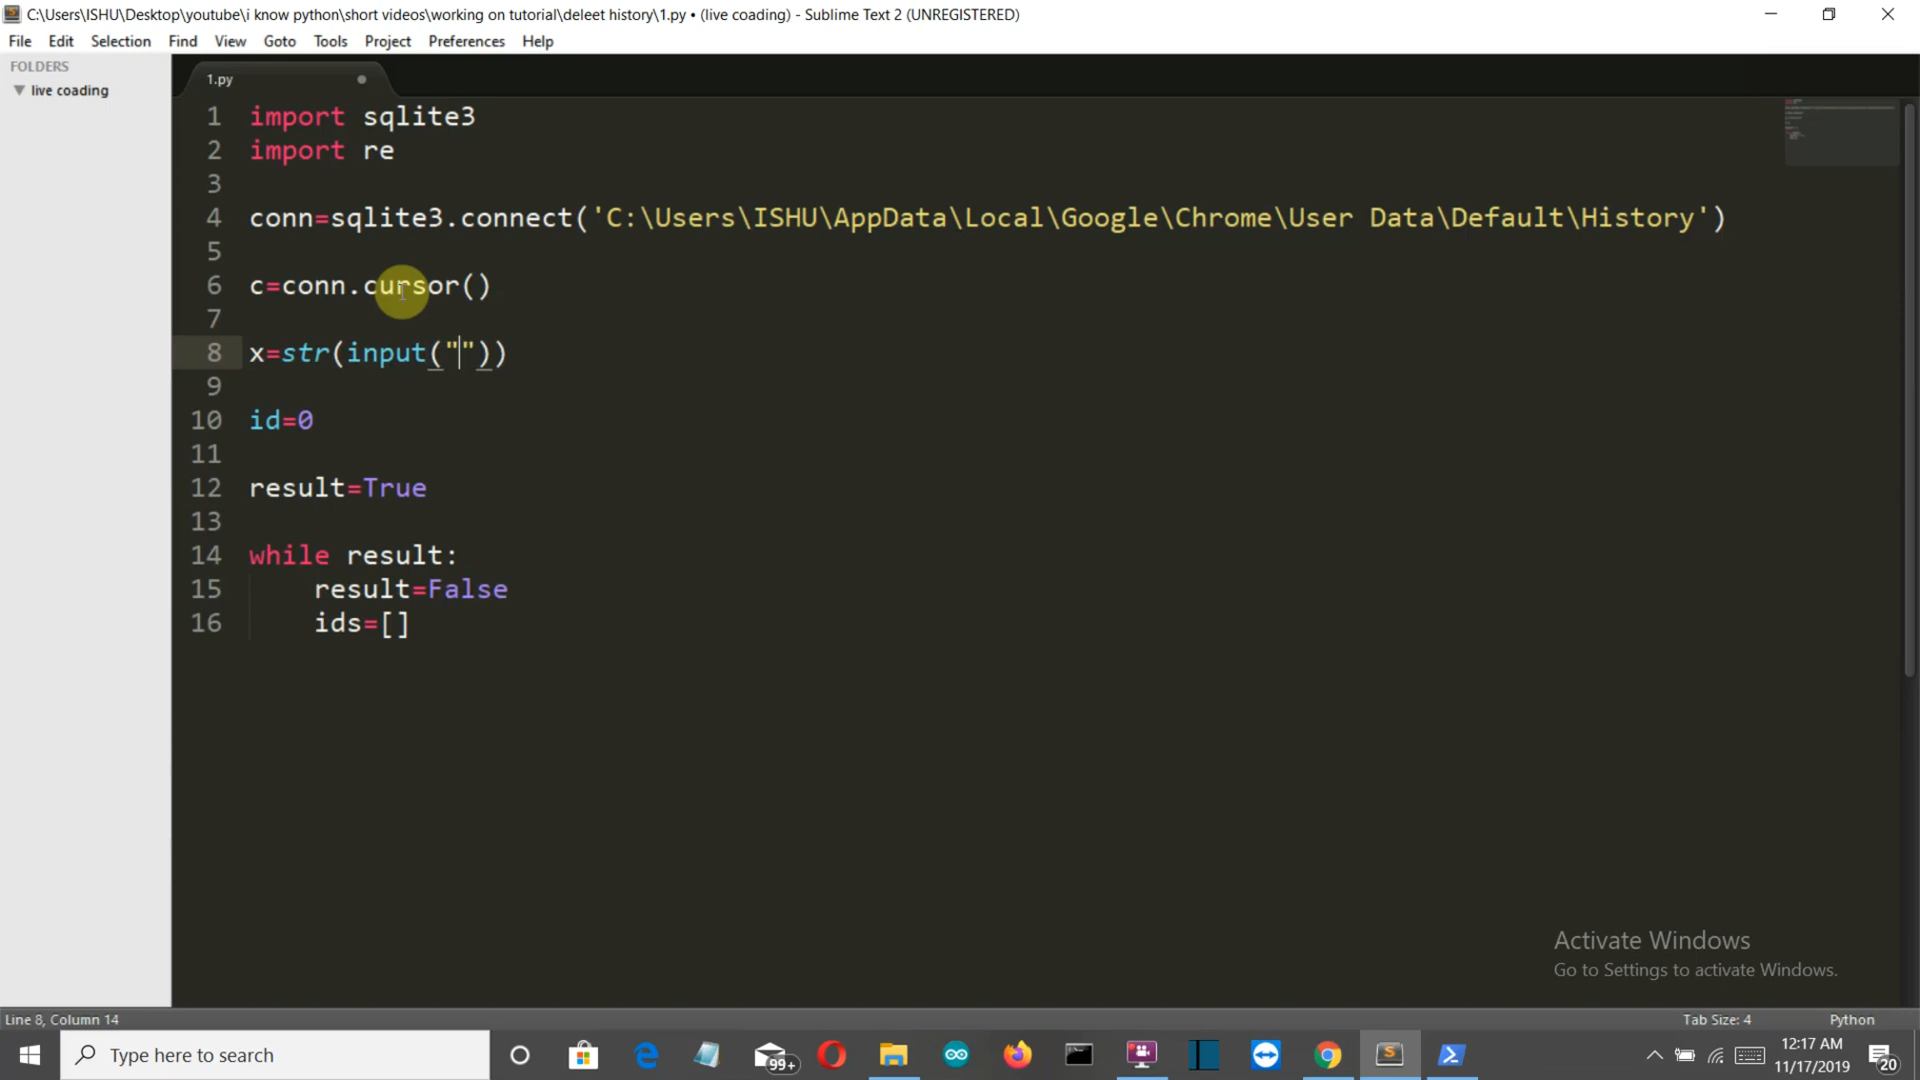 C:\Users\ISHU\Desktop\youtube\i know python\short videos\working on tutorial\deleet history\1.py • (live coading) - Sublime Text 2 (UNREGISTERED)
File Edit Selection Find View Goto Tools Project Preferences Help
FOLDERS
live coading
1.py
1 import sqlite3
2 import re
3
4 conn=sqlite3.connect('C:\Users\ISHU\AppData\Local\Google\Chrome\User Data\Default\History')
5
6 c=conn.cursor()
7
8 x=str(input(""))
9
10 id=0
11
12 result=True
13
14 while result:
15 result=False
16 ids=[]
Activate Windows
Go to Settings to activate Windows.
Line 8, Column 14
Tab Size: 4
Python
Type here to search
99+
12:17 AM
11/17/2019
20